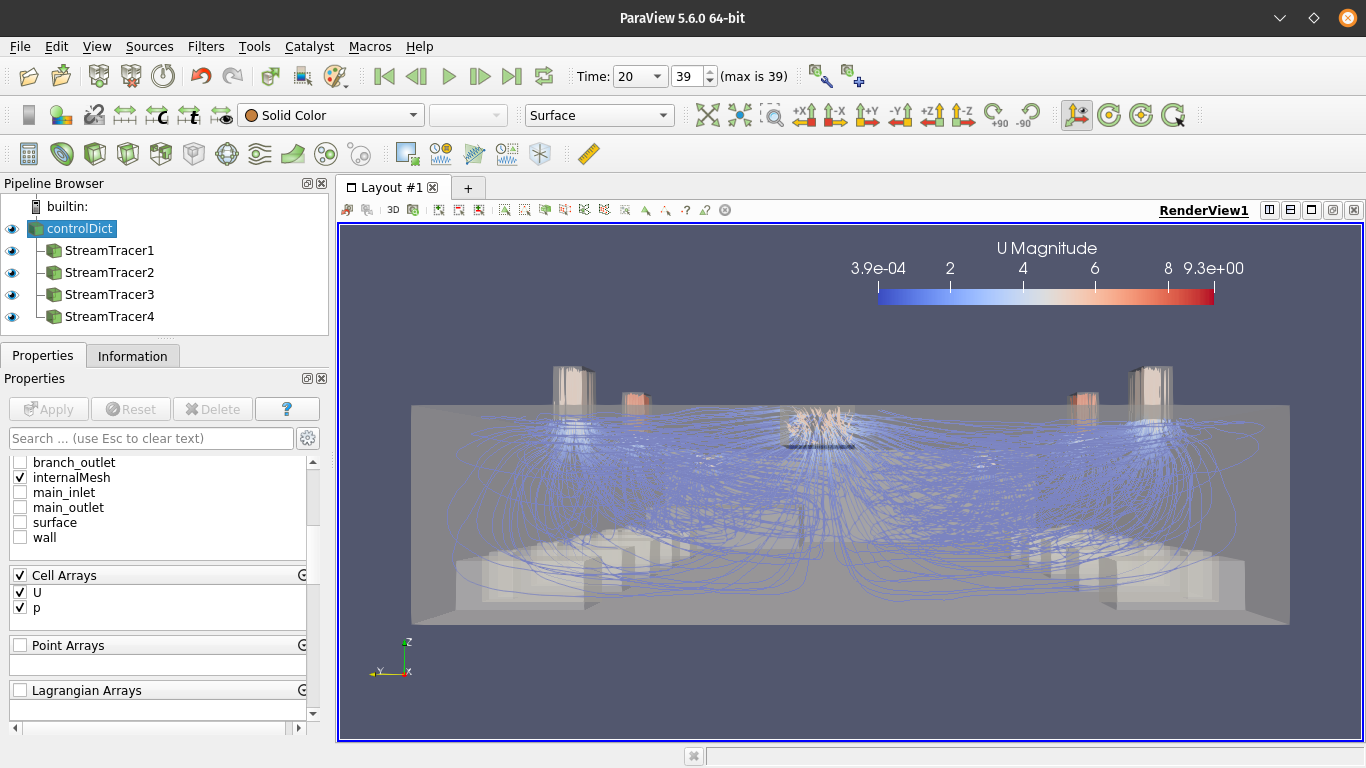 ParaView 5.6.0 64-bit
File Edit View Sources Filters Tools Catalyst Macros Help
Time: 20 39 (max is 39)
Solid Color Surface +X -X +Y -Y +Z -Z +90 -90
Pipeline Browser
builtin:
controlDict
StreamTracer1
StreamTracer2
StreamTracer3
StreamTracer4
Properties Information
Properties
Apply Reset Delete ?
Search ... (use Esc to clear text)
branch_outlet
internalMesh
main_inlet
main_outlet
surface
wall
Cell Arrays
U
p
Point Arrays
Lagrangian Arrays
Layout #1 +
3D RenderView1
U Magnitude
3.9e-04 2 4 6 8 9.3e+00
Z
Y X